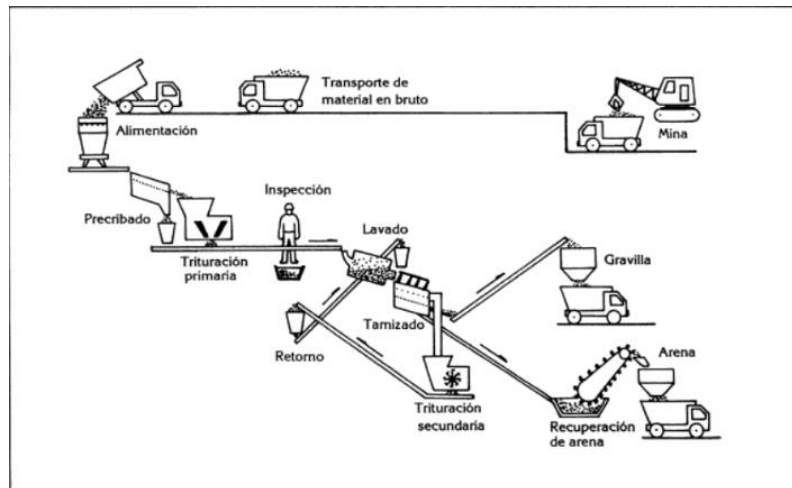 Transporte de
material en bruto
Alimentación
Mina
Inspección
Precribado
Lavado
Trituración
primaria
Gravilla
Tamizado
Retorno
Arena
Trituración
secundaría
Recuperación
de arena